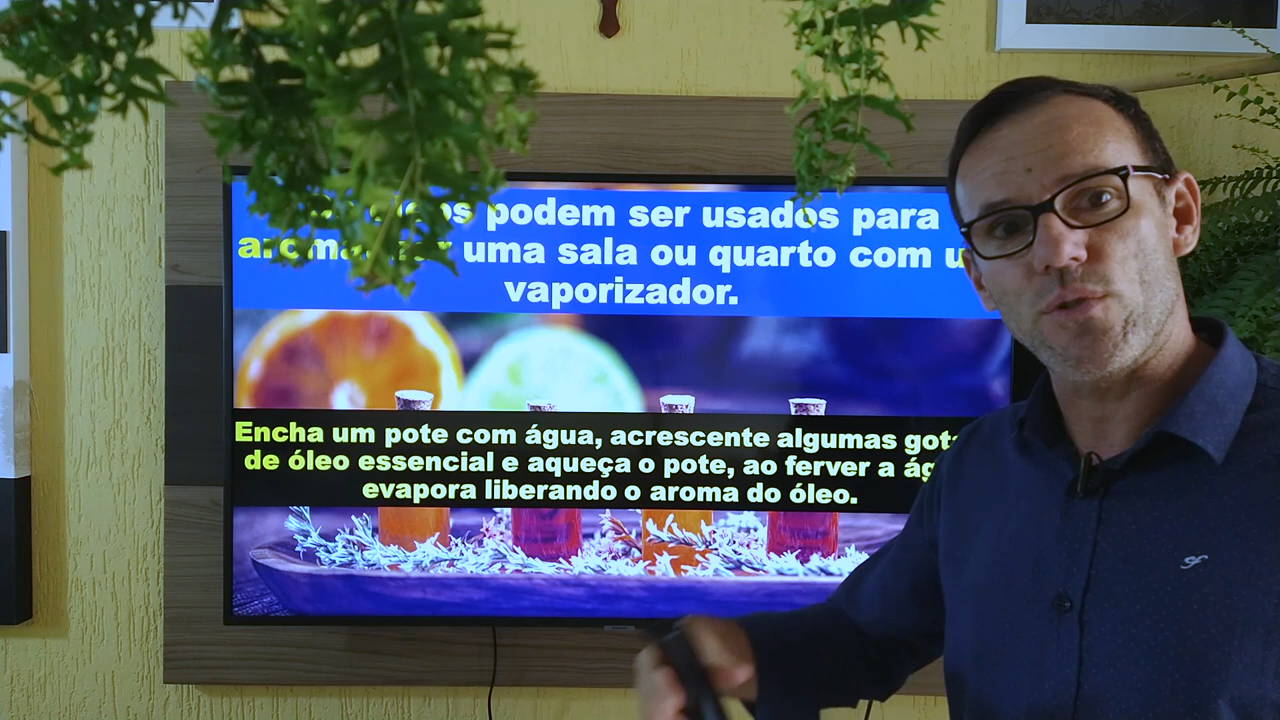 podem ser usados para
uma sala ou quarto com
vaporizador.
Encha um pote com água, acrescente algumas
de óleo essencial e aqueça o pote, ao ferver a
evapora liberando o aroma do óleo.